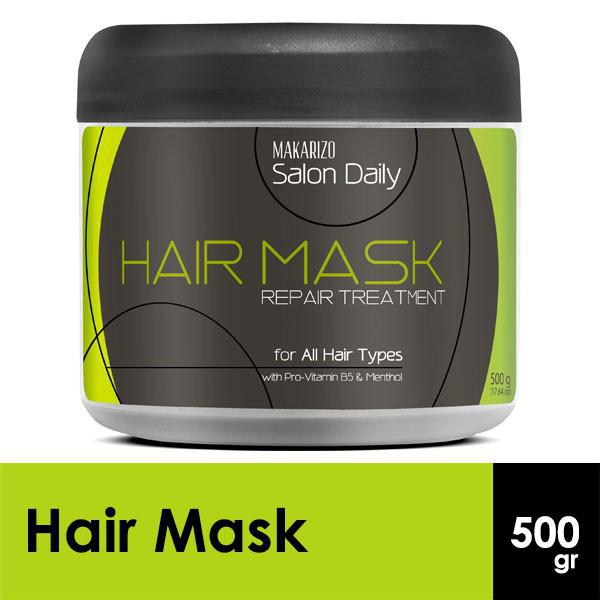 MAKARIZO
Salon Daily
HAIR MASK
REPAIR TREATMENT
for All Hair Types
with Pro-Vitamin B5 & Menthol
500 g
(17.64 oz)
Hair Mask
500
gr